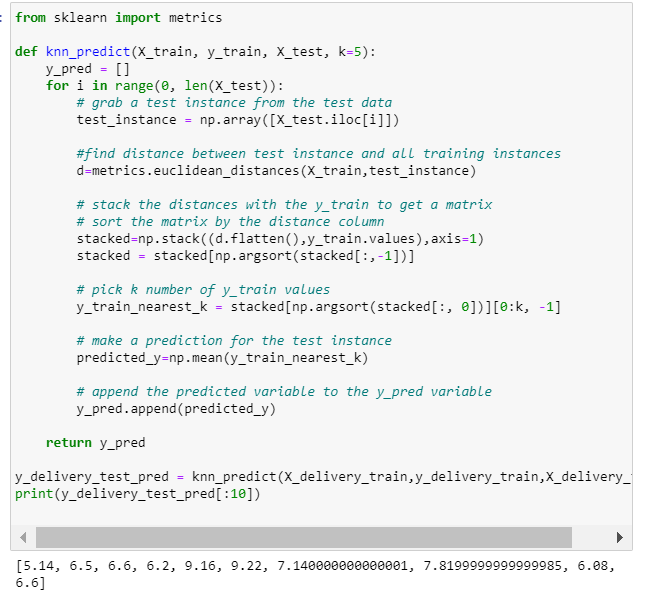 :
from sklearn import metrics

def knn_predict(X_train, y_train, X_test, k=5):
    y_pred = []
    for i in range(0, len(X_test)):
        # grab a test instance from the test data
        test_instance = np.array([X_test.iloc[i]])

        #find distance between test instance and all training instances
        d=metrics.euclidean_distances(X_train,test_instance)

        # stack the distances with the y_train to get a matrix
        # sort the matrix by the distance column
        stacked=np.stack((d.flatten(),y_train.values),axis=1)
        stacked = stacked[np.argsort(stacked[:,-1])]

        # pick k number of y_train values
        y_train_nearest_k = stacked[np.argsort(stacked[:, 0])][0:k, -1]

        # make a prediction for the test instance
        predicted_y=np.mean(y_train_nearest_k)

        # append the predicted variable to the y_pred variable
        y_pred.append(predicted_y)

    return y_pred

y_delivery_test_pred = knn_predict(X_delivery_train,y_delivery_train,X_delivery_
print(y_delivery_test_pred[:10])
[5.14, 6.5, 6.6, 6.2, 9.16, 9.22, 7.140000000000001, 7.8199999999999985, 6.08,
6.6]